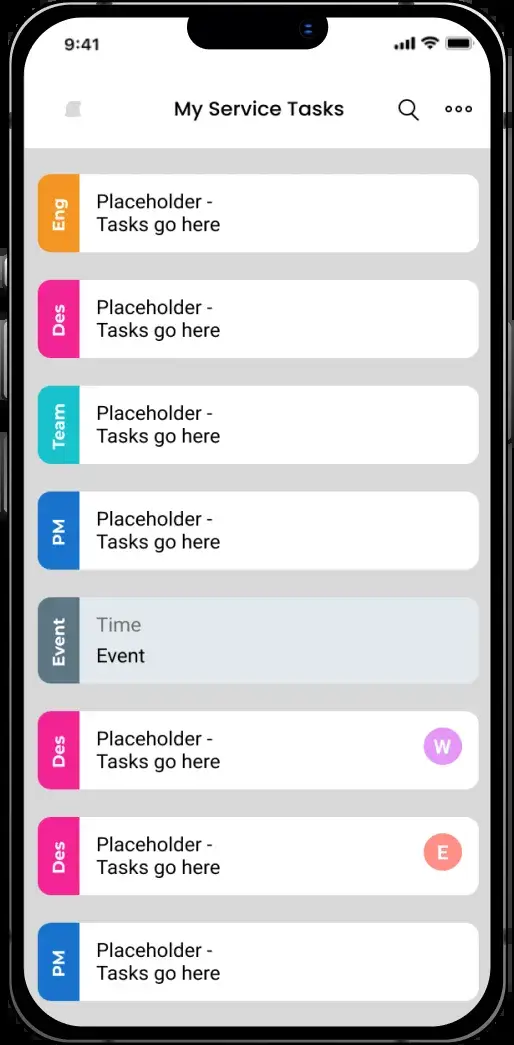 9:41
My Service Tasks
Eng
Placeholder -
Tasks go here
Des
Placeholder -
Tasks go here
Team
Placeholder -
Tasks go here
PM
Placeholder -
Tasks go here
Event
Time
Event
Des
Placeholder -
Tasks go here
W
Des
Placeholder -
Tasks go here
E
PM
Placeholder -
Tasks go here